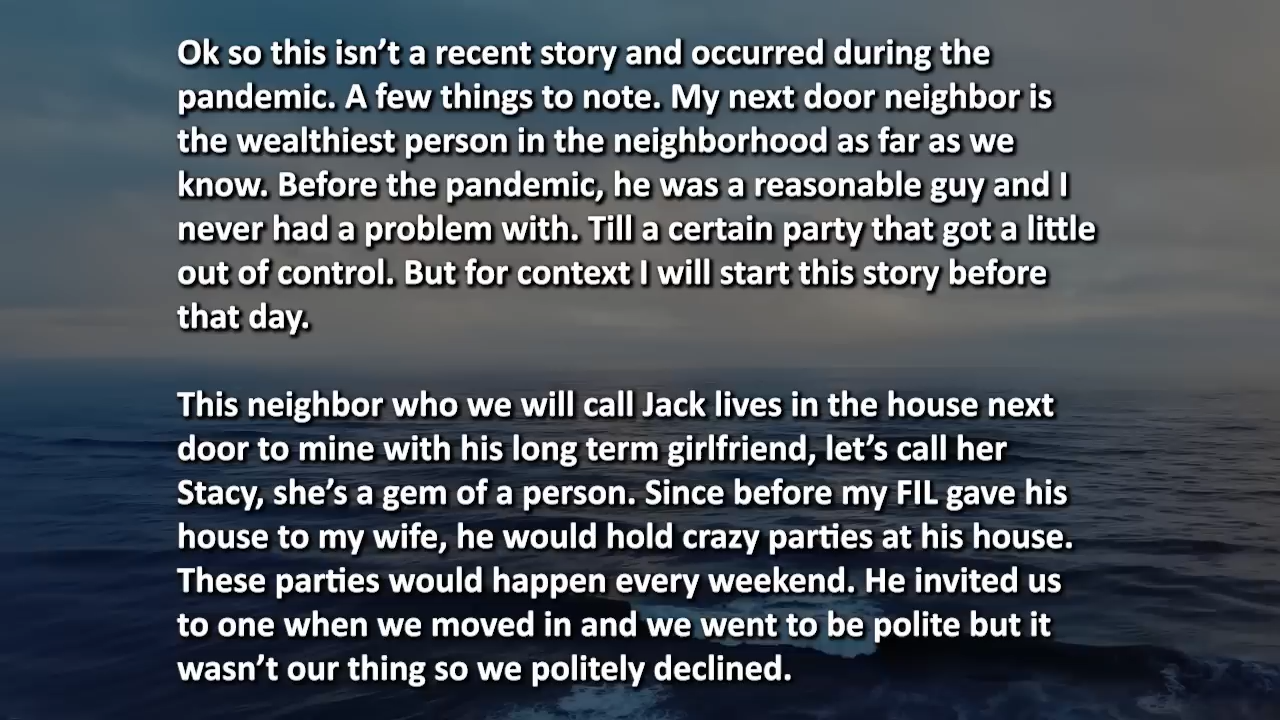 Ok so this isn’t a recent story and occurred during the
pandemic. A few things to note. My next door neighbor is
the wealthiest person in the neighborhood as far as we
know. Before the pandemic, he was a reasonable guy and I
never had a problem with. Till a certain party that got a little
out of control. But for context I will start this story before
that day.

This neighbor who we will call Jack lives in the house next
door to mine with his long term girlfriend, let’s call her
Stacy, she’s a gem of a person. Since before my FIL gave his
house to my wife, he would hold crazy parties at his house.
These parties would happen every weekend. He invited us
to one when we moved in and we went to be polite but it
wasn’t our thing so we politely declined.